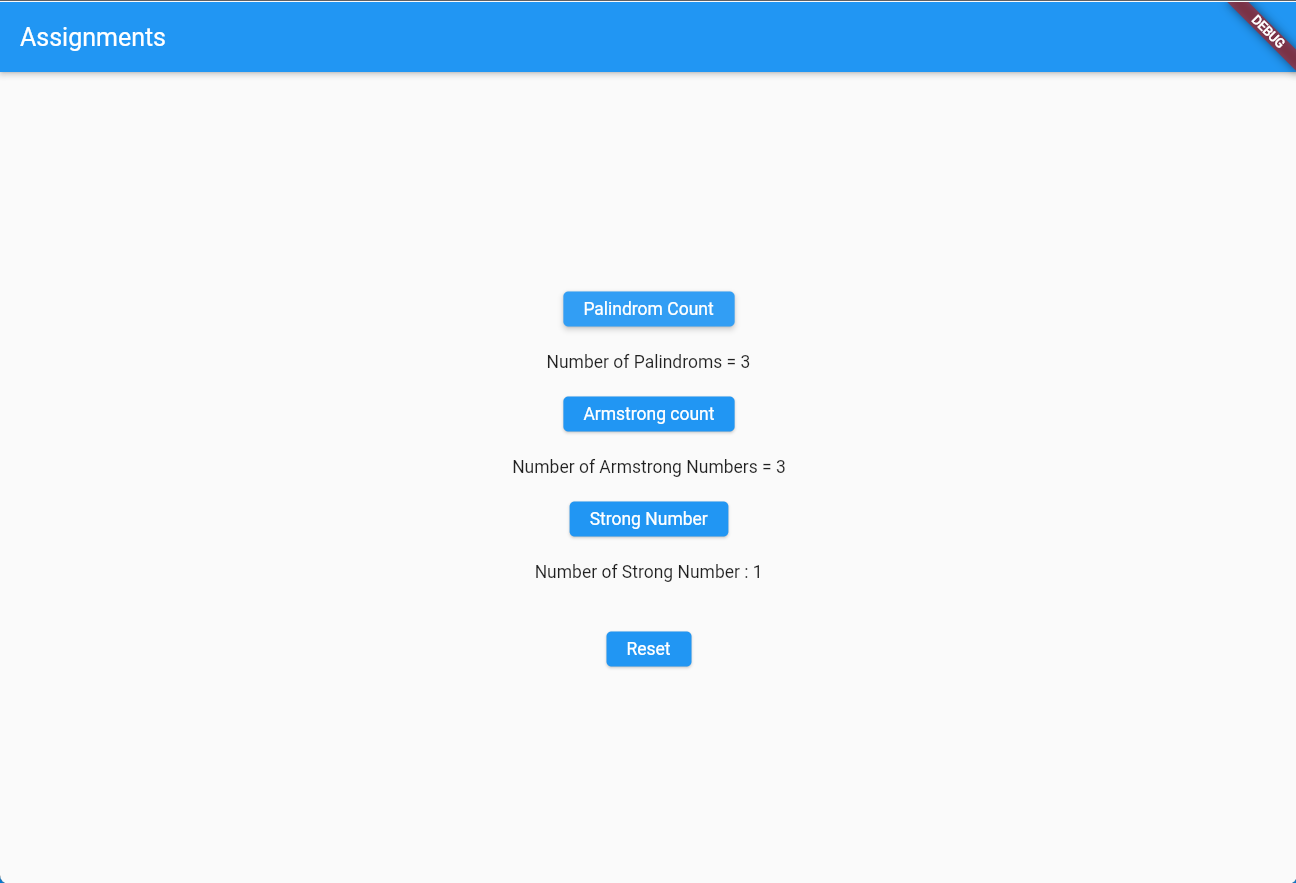 Assignments
DEBUG
Palindrom Count
Number of Palindroms = 3
Armstrong count
Number of Armstrong Numbers = 3
Strong Number
Number of Strong Number : 1
Reset